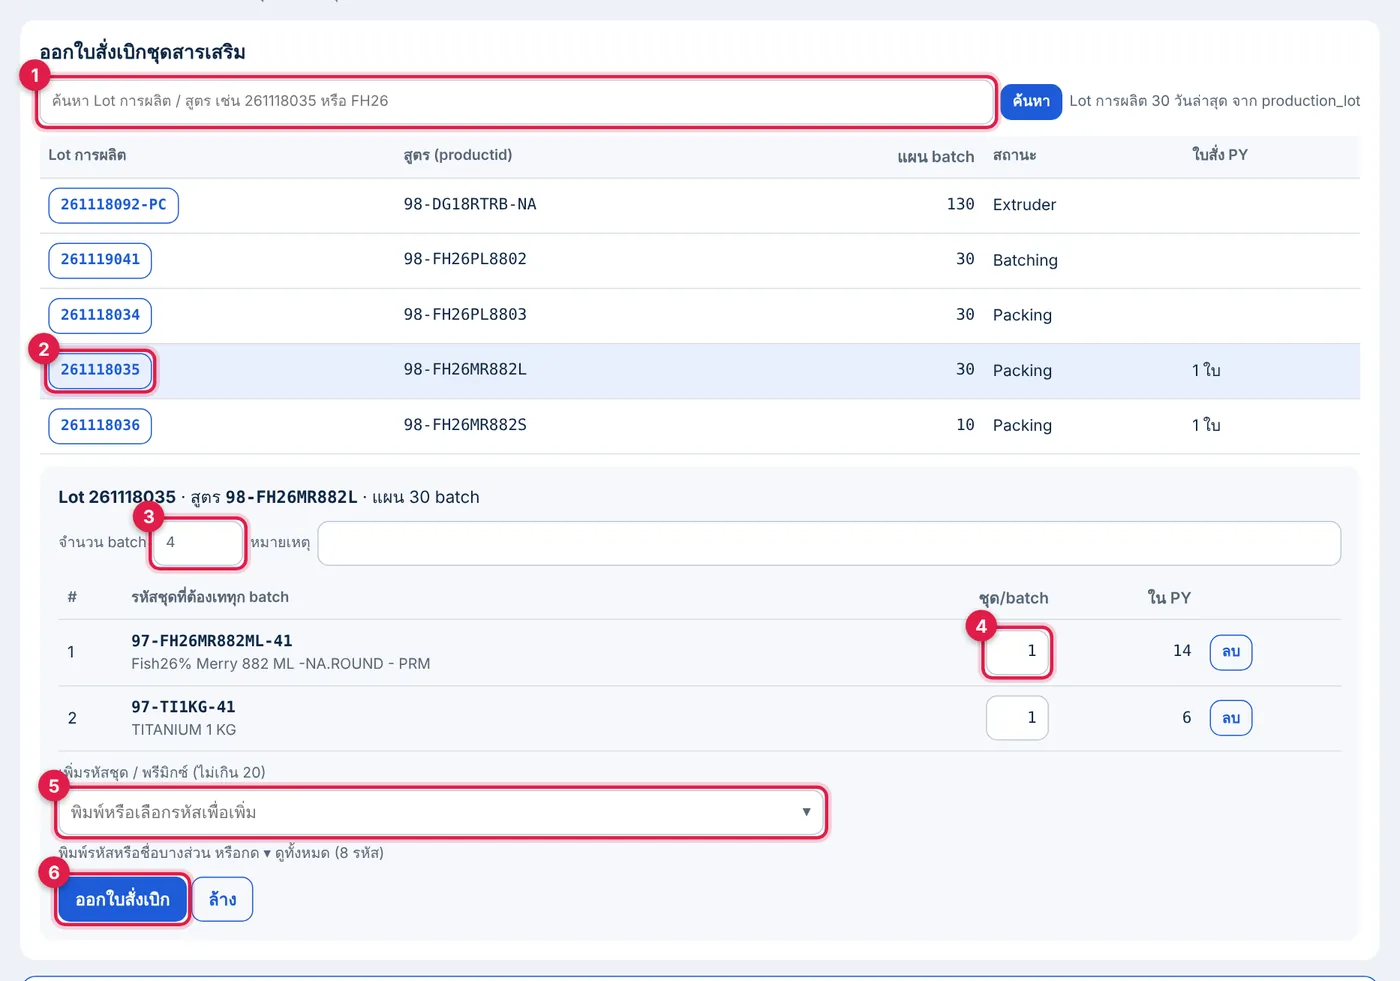 ออกใบสั่งเบิกชุดสารเสริม
1
ค้นหา Lot การผลิต / สูตร เช่น 261118035 หรือ FH26
ค้นหา
Lot การผลิต 30 วันล่าสุด จาก production_lot
Lot การผลิต สูตร (productid) แผน batch สถานะ ใบสั่ง PY
261118092-PC 98-DG18RTRB-NA 130 Extruder
261119041 98-FH26PL8802 30 Batching
261118034 98-FH26PL8803 30 Packing
2
261118035 98-FH26MR882L 30 Packing 1 ใบ
261118036 98-FH26MR882S 10 Packing 1 ใบ
Lot 261118035 · สูตร 98-FH26MR882L · แผน 30 batch
3
จำนวน batch 4 หมายเหตุ
# รหัสชุดที่ต้องเททุก batch ชุด/batch ใน PY
4
1 97-FH26MR882ML-41 1 14 ลบ
Fish26% Merry 882 ML -NA.ROUND - PRM
2 97-TI1KG-41 1 6 ลบ
TITANIUM 1 KG
เพิ่มรหัสชุด / พรีมิกซ์ (ไม่เกิน 20)
5
พิมพ์หรือเลือกรหัสเพื่อเพิ่ม ▼
พิมพ์รหัสหรือชื่อบางส่วน หรือกด ▾ ดูทั้งหมด (8 รหัส)
6
ออกใบสั่งเบิก ล้าง